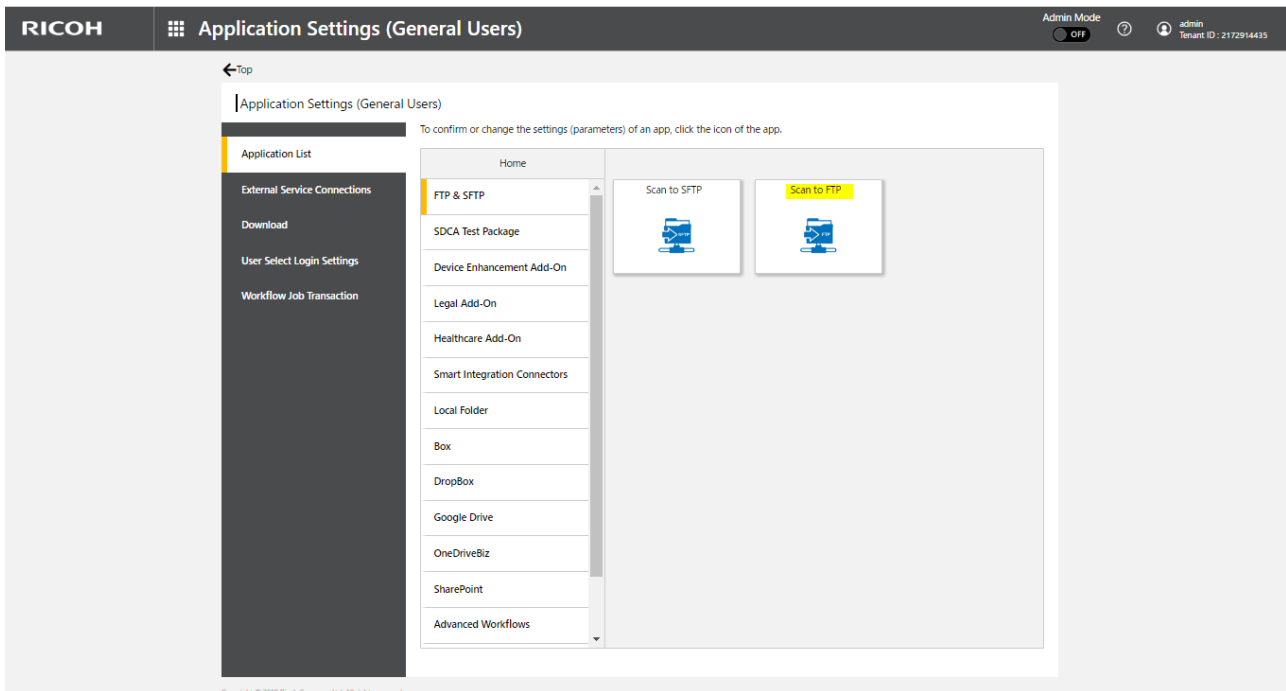 RICOH
Application Settings (General Users)
Admin Mode
OFF
admin
Tenant ID : 2172914435
Top
Application Settings (General Users)
To confirm or change the settings (parameters) of an app, click the icon of the app.
Application List
External Service Connections
Download
User Select Login Settings
Workflow Job Transaction
Home
FTP & SFTP
SDCA Test Package
Device Enhancement Add-On
Legal Add-On
Healthcare Add-On
Smart Integration Connectors
Local Folder
Box
DropBox
Google Drive
OneDriveBiz
SharePoint
Advanced Workflows
Scan to SFTP
SFTP
Scan to FTP
FTP